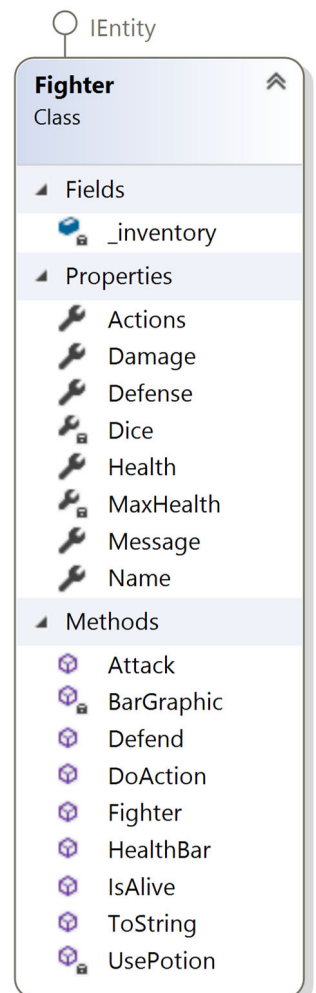 IEntity
Fighter
Class
Fields
_inventory
Properties
Actions
Damage
Defense
Dice
Health
MaxHealth
Message
Name
Methods
Attack
BarGraphic
Defend
DoAction
Fighter
HealthBar
IsAlive
ToString
UsePotion